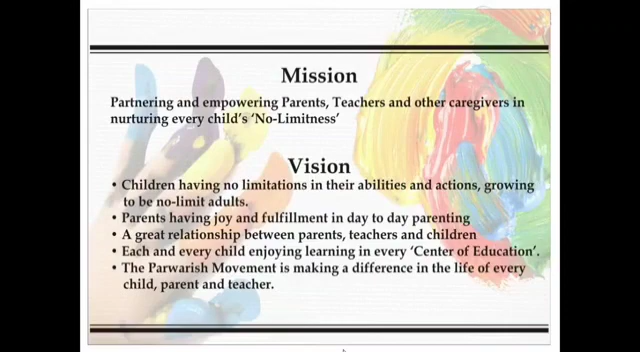 Mission
Partnering and empowering Parents, Teachers and other caregivers in
nurturing every child's 'No-Limitness'
Vision
• Children having no limitations in their abilities and actions, growing
to be no-limit adults.
• Parents having joy and fulfillment in day to day parenting
• A great relationship between parents, teachers and children
• Each and every child enjoying learning in every 'Center of Education'.
• The Parwarish Movement is making a difference in the life of every
child, parent and teacher.